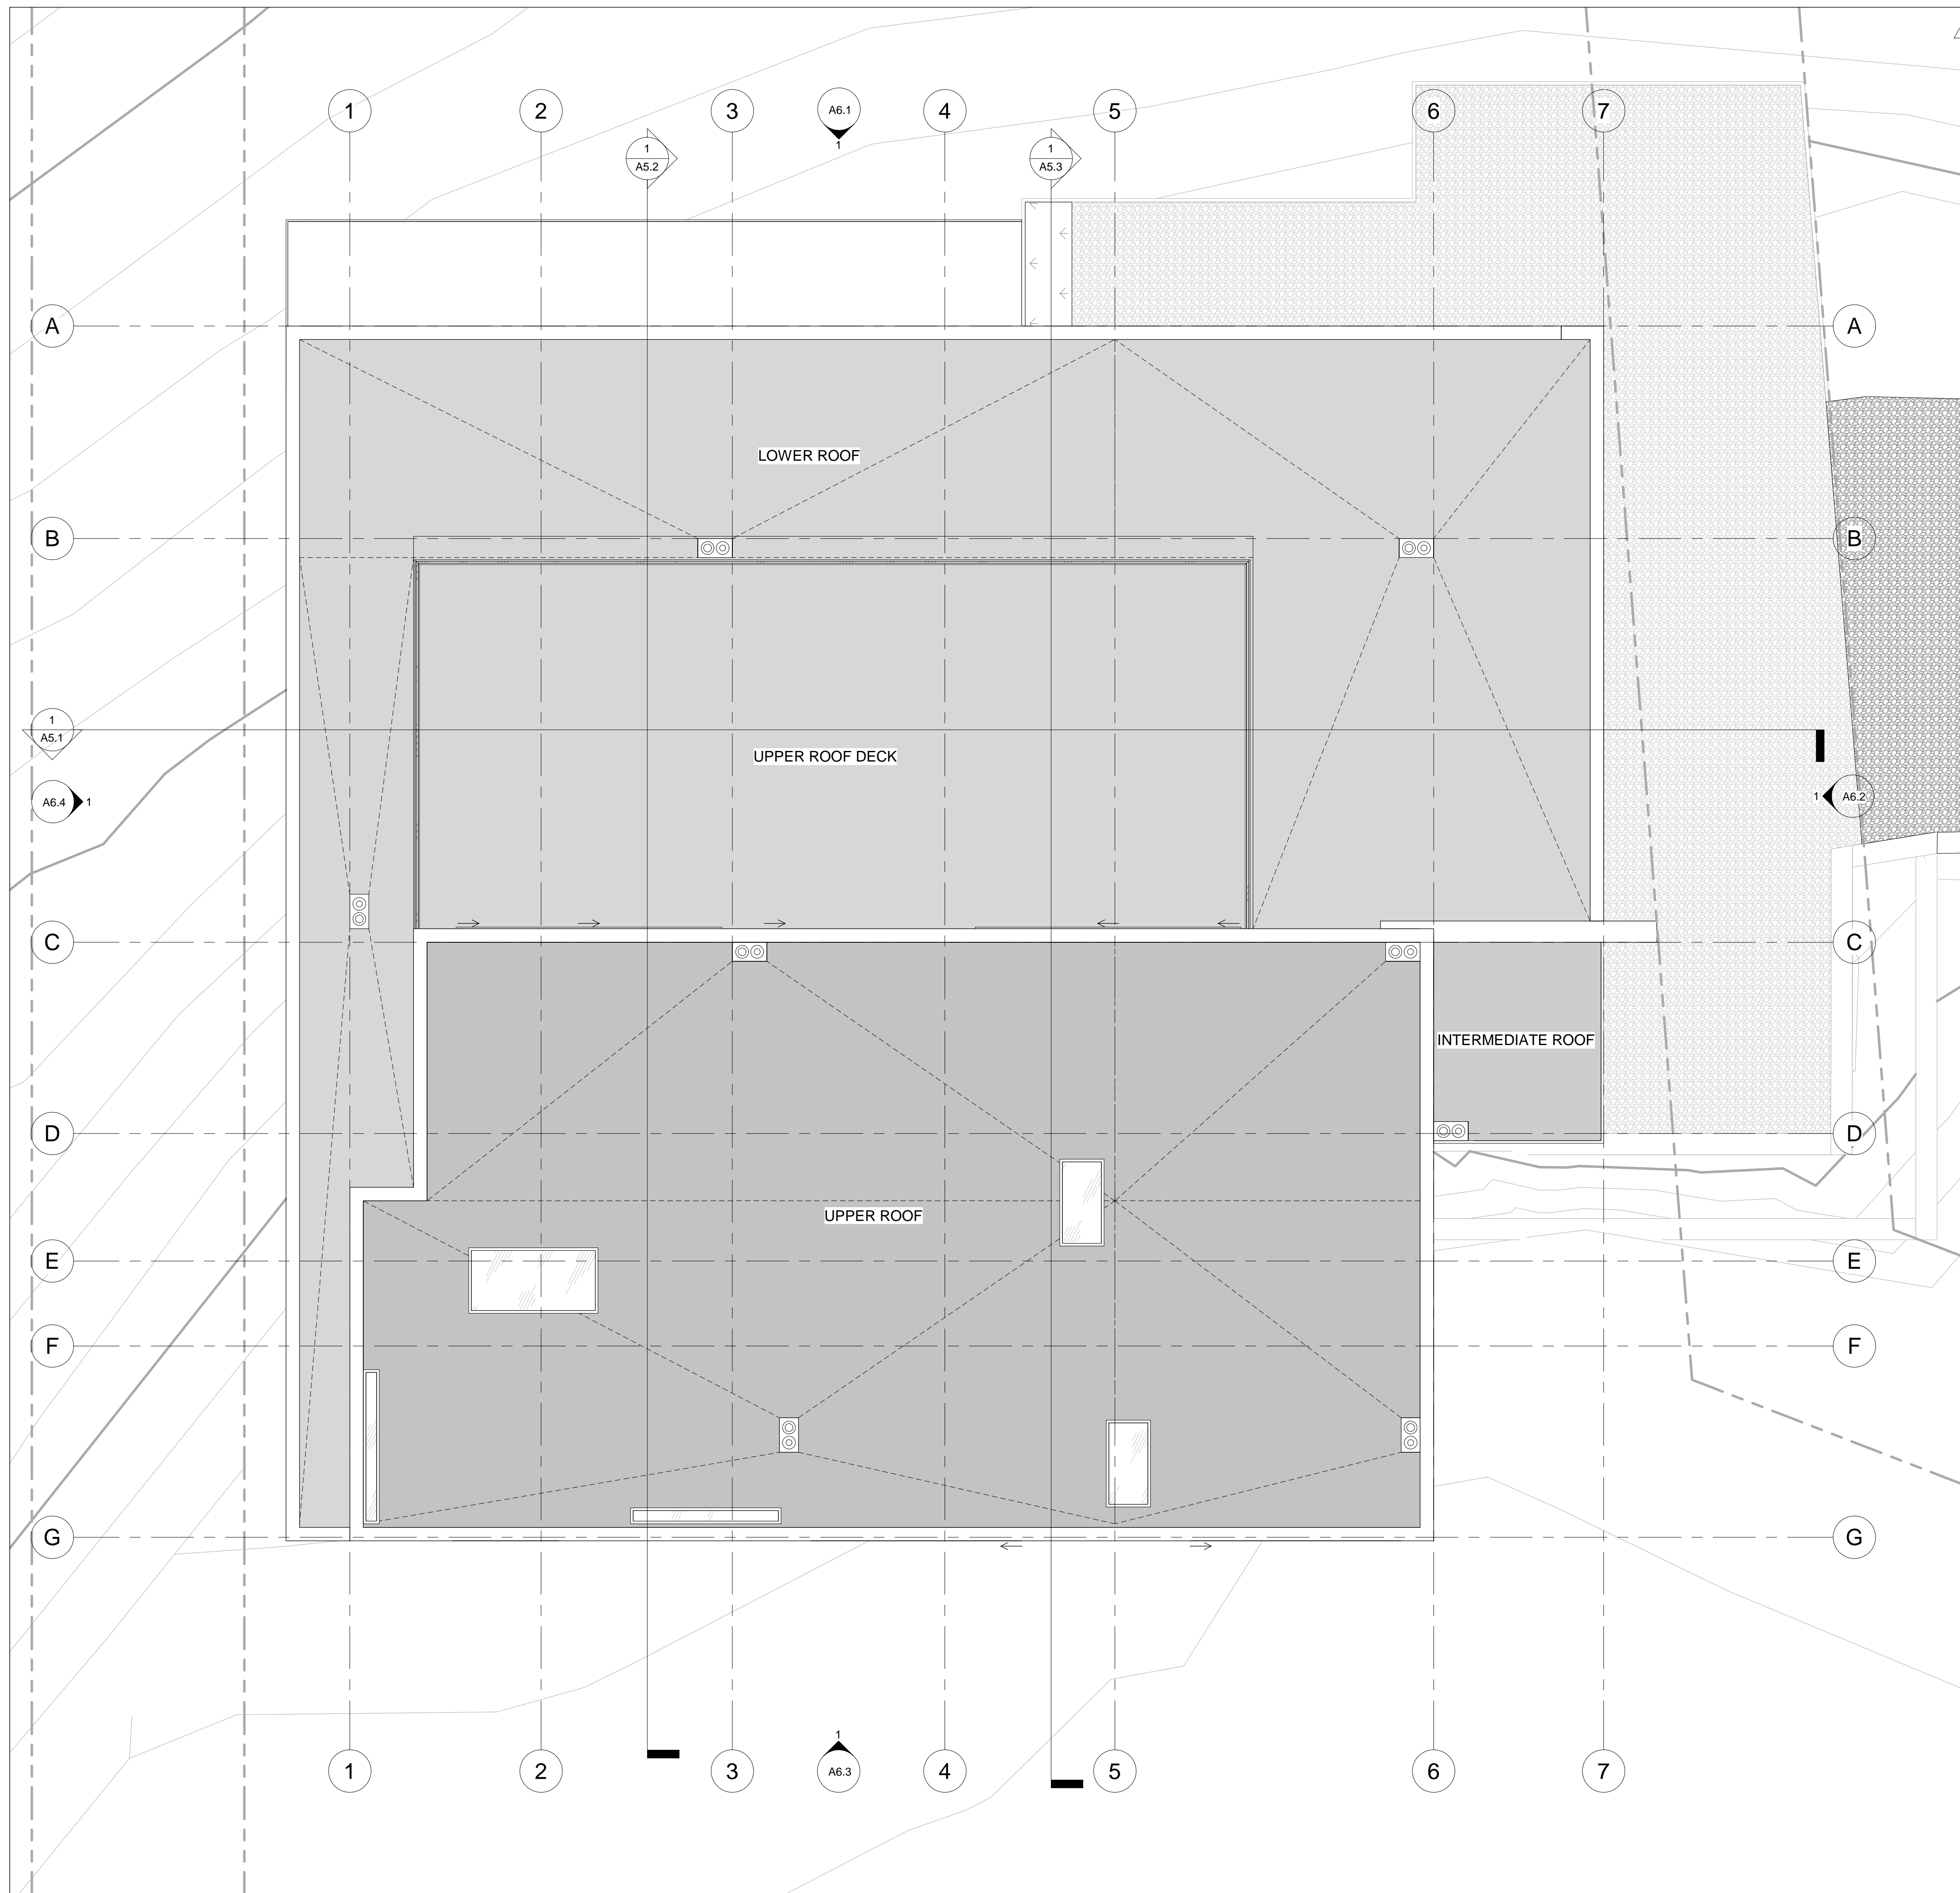 1 2 3 A6.1 4 5 6 7
1
1
A5.2
1
A5.3
A A
LOWER ROOF
B B
1
A5.1
UPPER ROOF DECK
A6.4 1
1 A6.2
C C
INTERMEDIATE ROOF
D D
UPPER ROOF
E E
F F
G G
1
1 2 3 A6.3 4 5 6 7